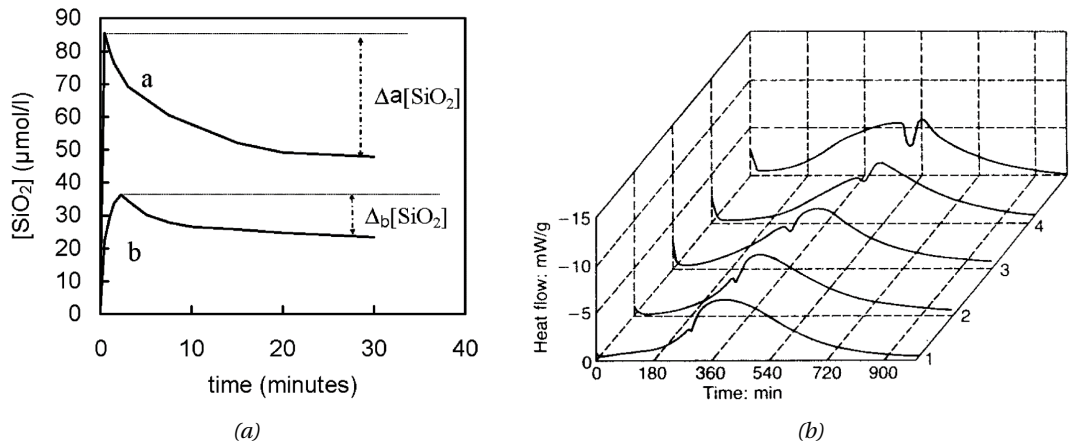 90
80
70
60
50
40
30
20
10
0
[SiO₂] (μmol/l)
a
Δa[SiO₂]
b
Δb[SiO₂]
0 10 20 30 40
time (minutes)
(a)
−15
−10
−5
0
Heat flow: mW/g
0 180 360 540 720 900
Time: min
1
2
3
4
(b)